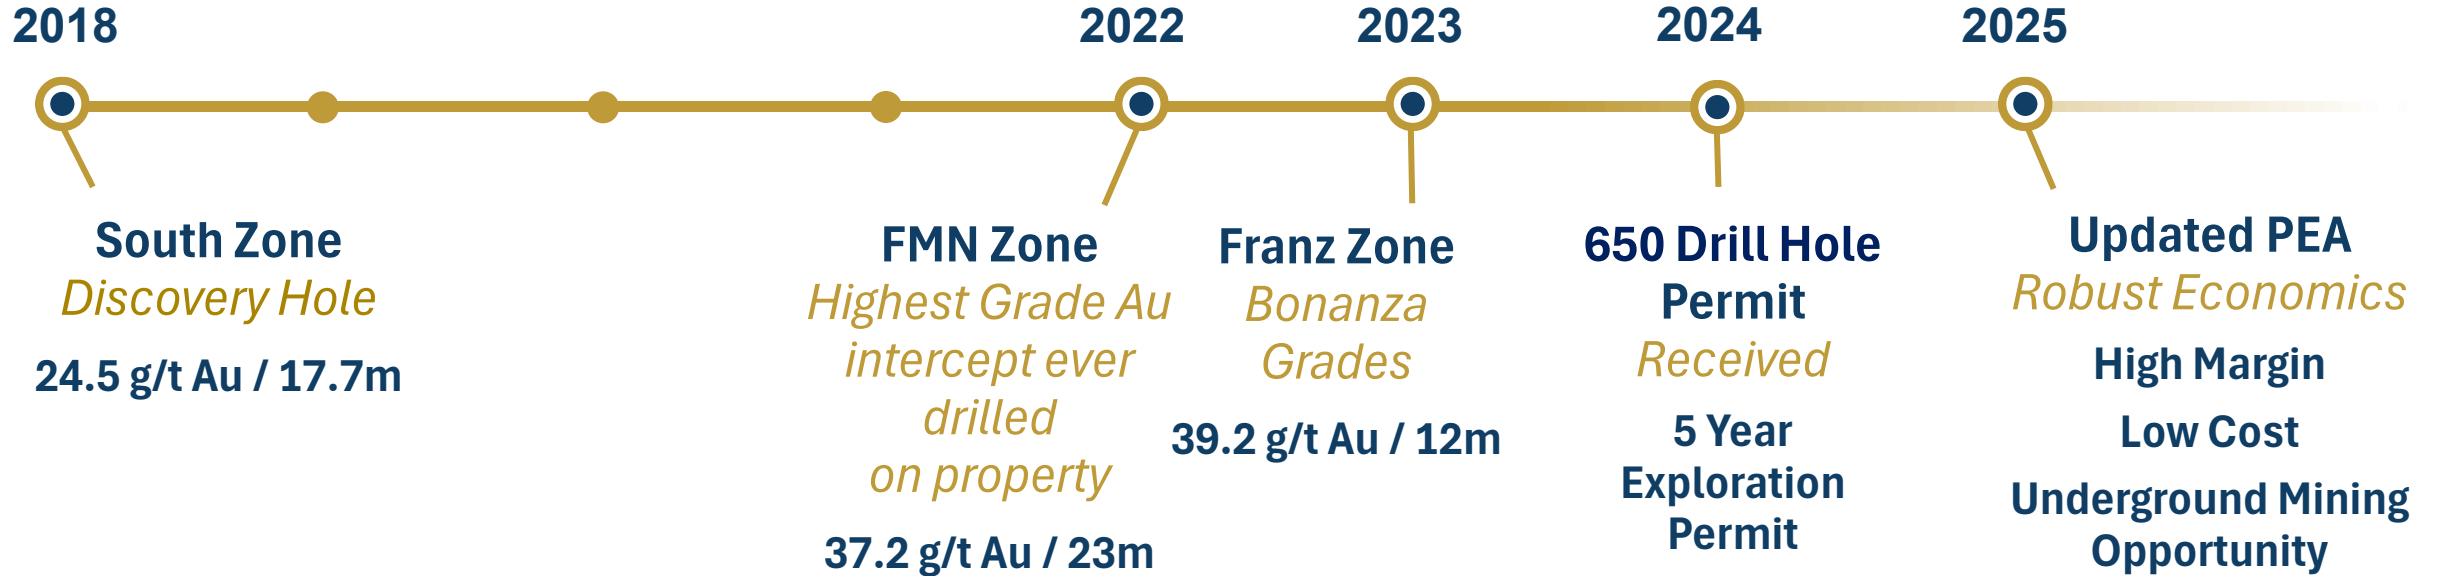 2018
South Zone
Discovery Hole
24.5 g/t Au / 17.7m
2022
FMN Zone
Highest Grade Au
intercept ever
drilled
on property
37.2 g/t Au / 23m
2023
Franz Zone
Bonanza
Grades
39.2 g/t Au / 12m
2024
650 Drill Hole
Permit
Received
5 Year
Exploration
Permit
2025
Updated PEA
Robust Economics
High Margin
Low Cost
Underground Mining
Opportunity